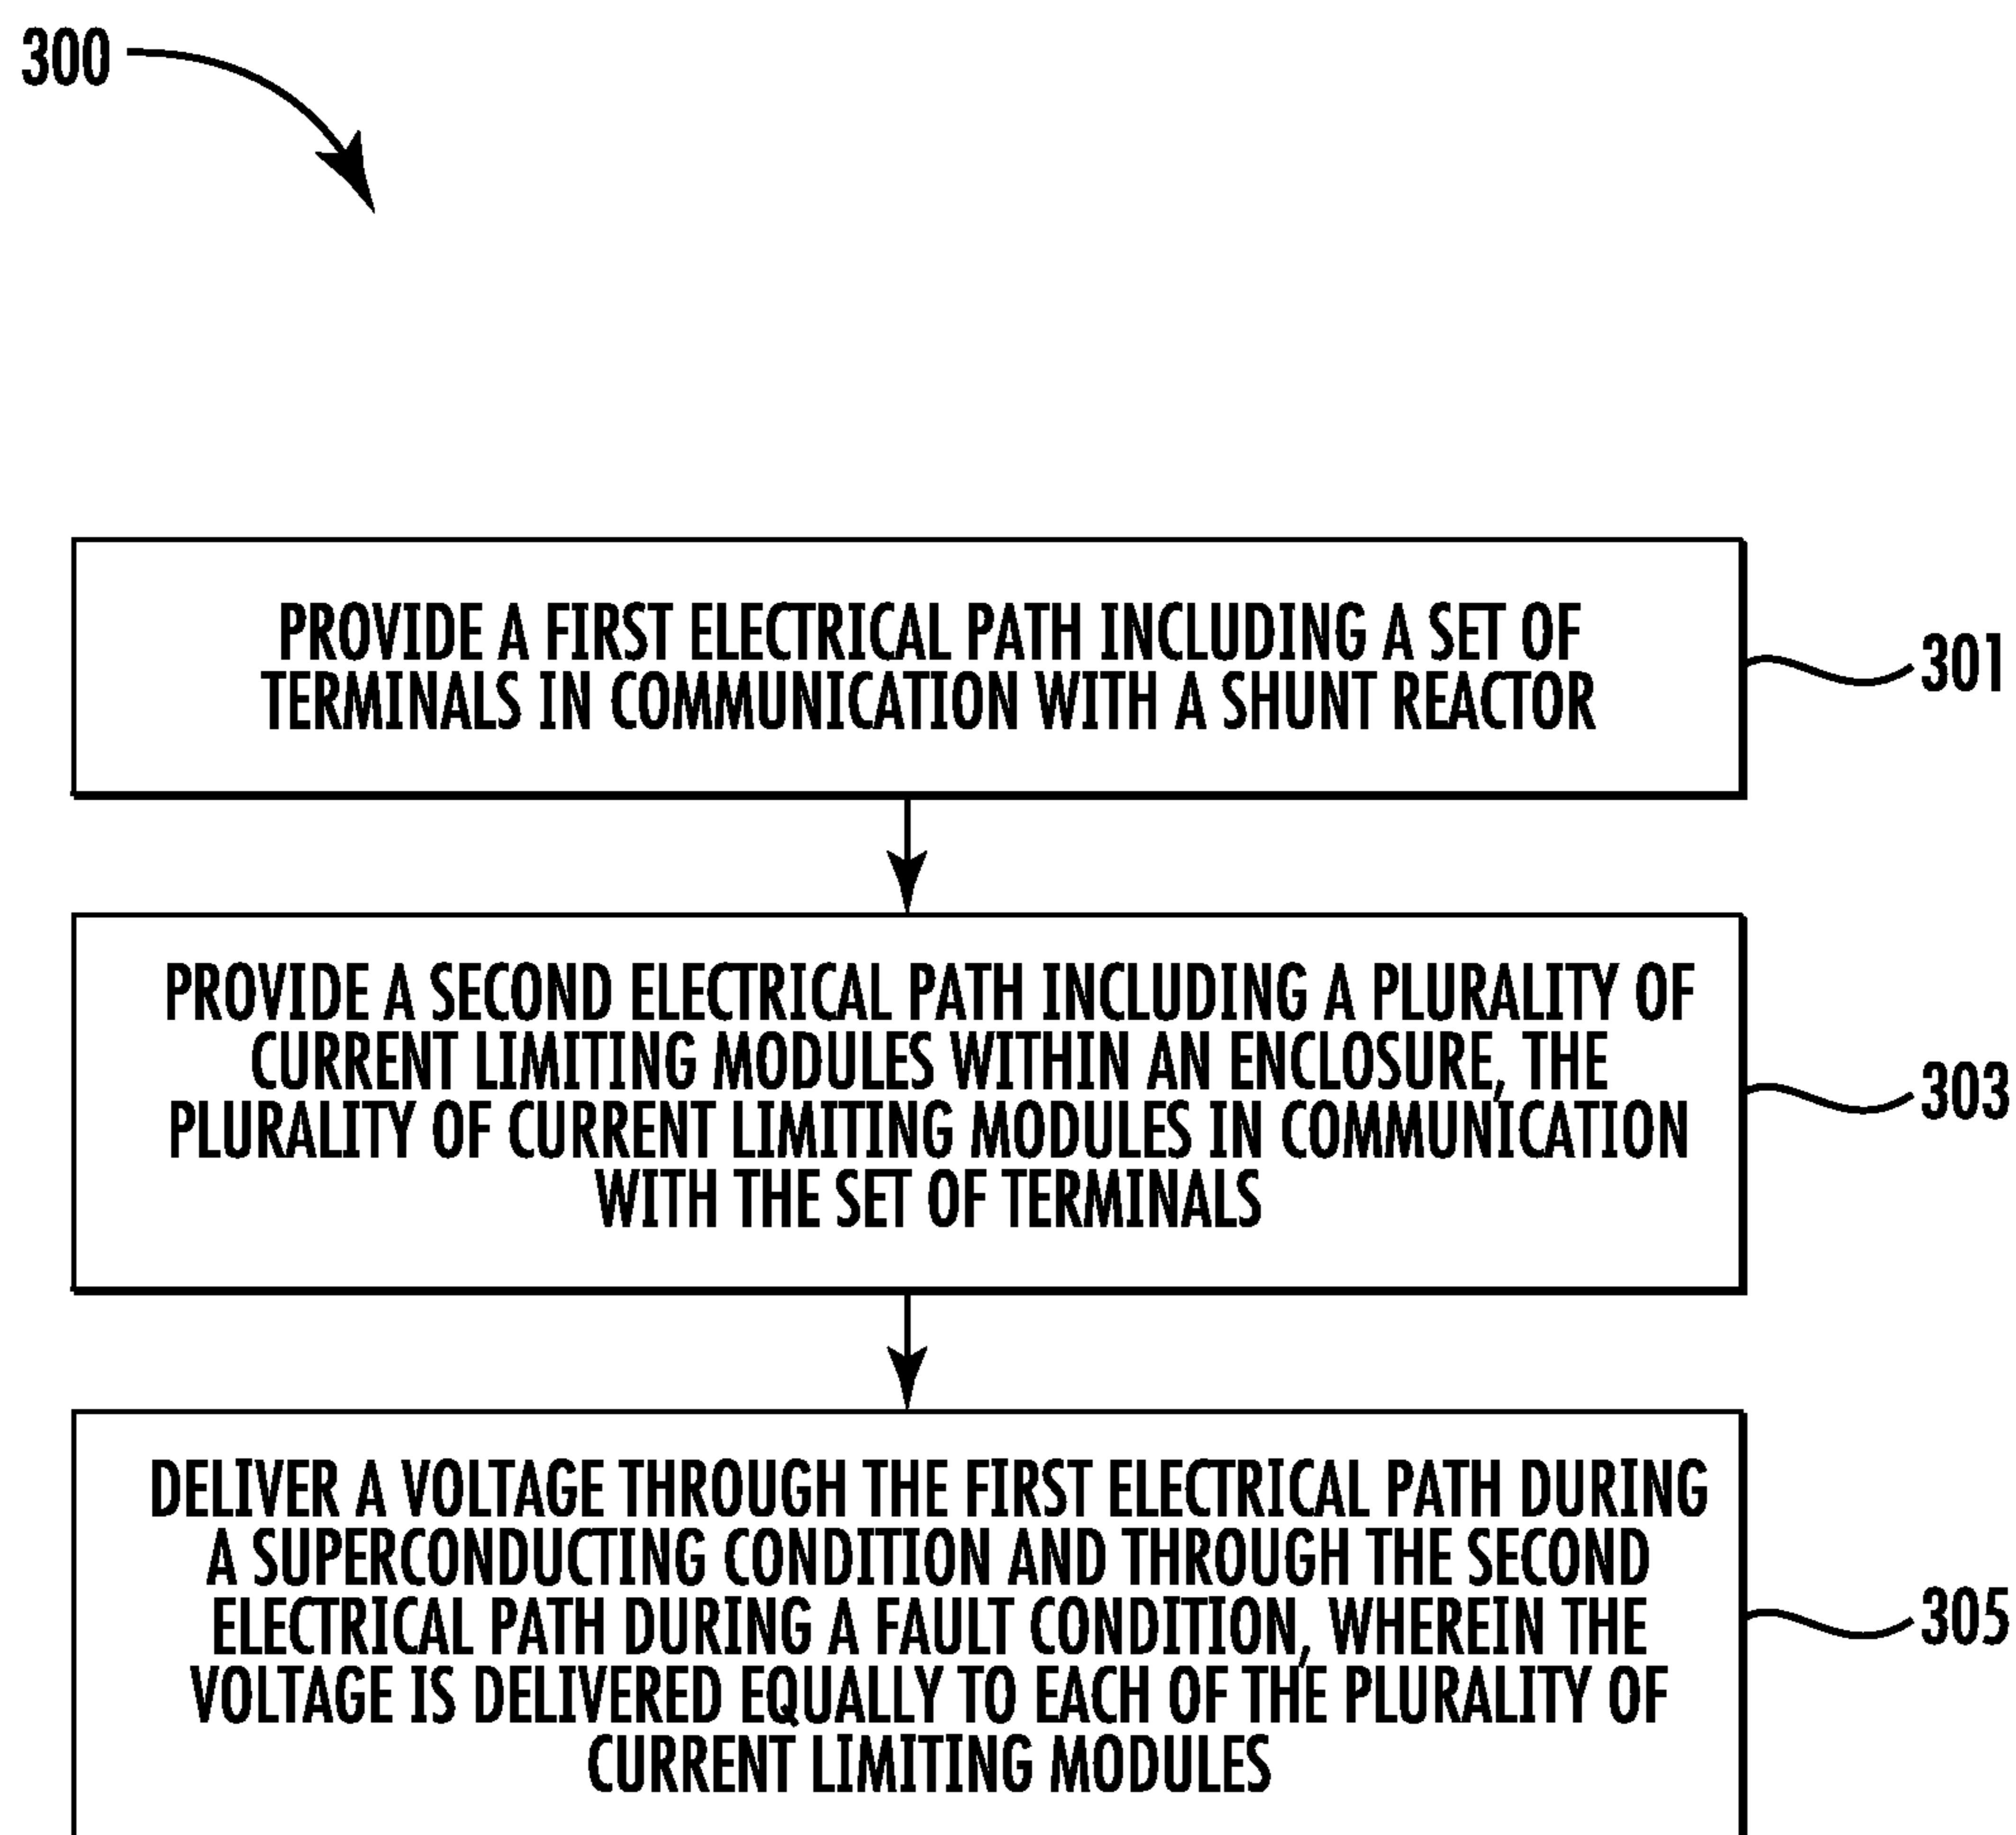 300
PROVIDE A FIRST ELECTRICAL PATH INCLUDING A SET OF
TERMINALS IN COMMUNICATION WITH A SHUNT REACTOR
301
PROVIDE A SECOND ELECTRICAL PATH INCLUDING A PLURALITY OF
CURRENT LIMITING MODULES WITHIN AN ENCLOSURE, THE
PLURALITY OF CURRENT LIMITING MODULES IN COMMUNICATION
WITH THE SET OF TERMINALS
303
DELIVER A VOLTAGE THROUGH THE FIRST ELECTRICAL PATH DURING
A SUPERCONDUCTING CONDITION AND THROUGH THE SECOND
ELECTRICAL PATH DURING A FAULT CONDITION, WHEREIN THE
VOLTAGE IS DELIVERED EQUALLY TO EACH OF THE PLURALITY OF
CURRENT LIMITING MODULES
305